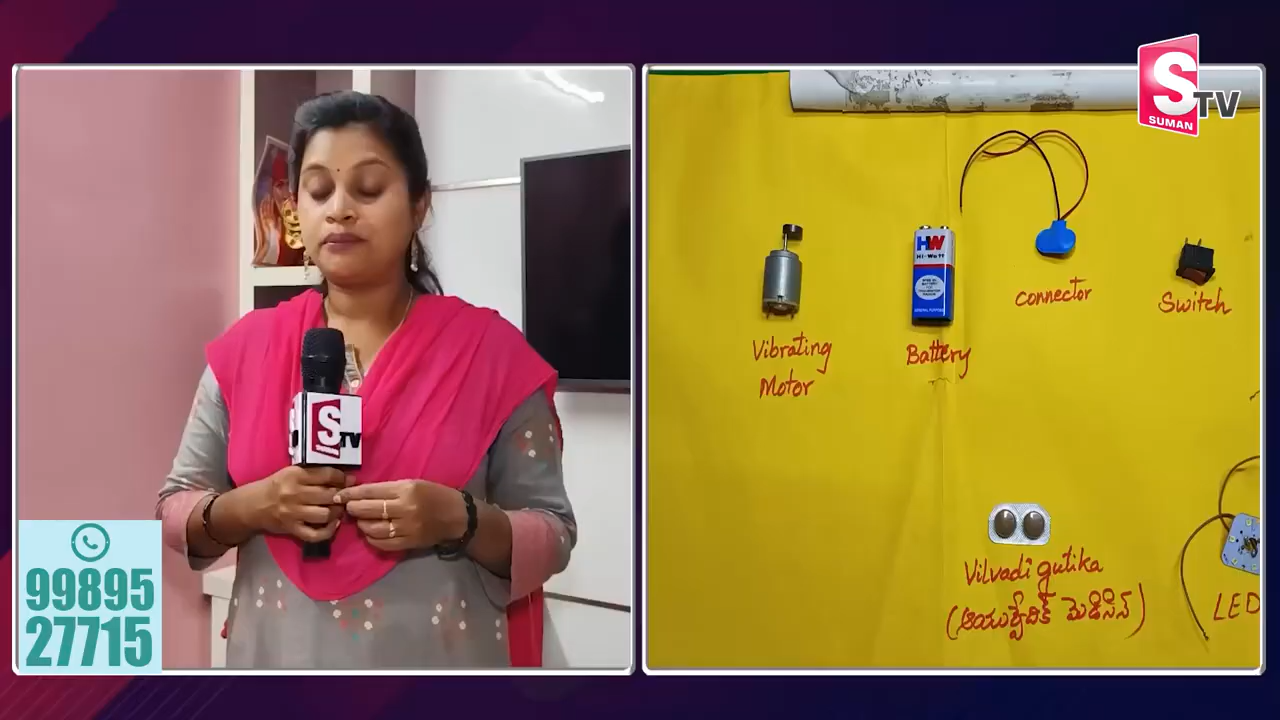 S
SUMAN
TV
S
TV
HW
Hi-Watt
Vibrating
Motor
Battery
Connector
Switch
Vilvadi gutika
(ఆయుర్వేదిక్ మెడిసిన్)
LED
99895
27715